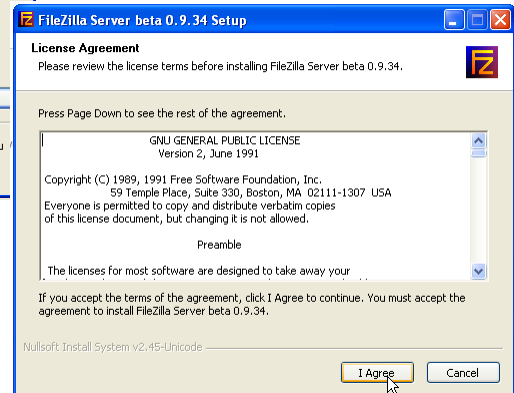 FileZilla Server beta 0.9.34 Setup
License Agreement
Please review the license terms before installing FileZilla Server beta 0.9.34.
Press Page Down to see the rest of the agreement.
GNU GENERAL PUBLIC LICENSE
Version 2, June 1991
Copyright (C) 1989, 1991 Free Software Foundation, Inc.
59 Temple Place, Suite 330, Boston, MA 02111-1307 USA
Everyone is permitted to copy and distribute verbatim copies
of this license document, but changing it is not allowed.
Preamble
The licenses for most software are designed to take away your
If you accept the terms of the agreement, click I Agree to continue. You must accept the
agreement to install FileZilla Server beta 0.9.34.
Nullsoft Install System v2.45-Unicode
I Agree
Cancel